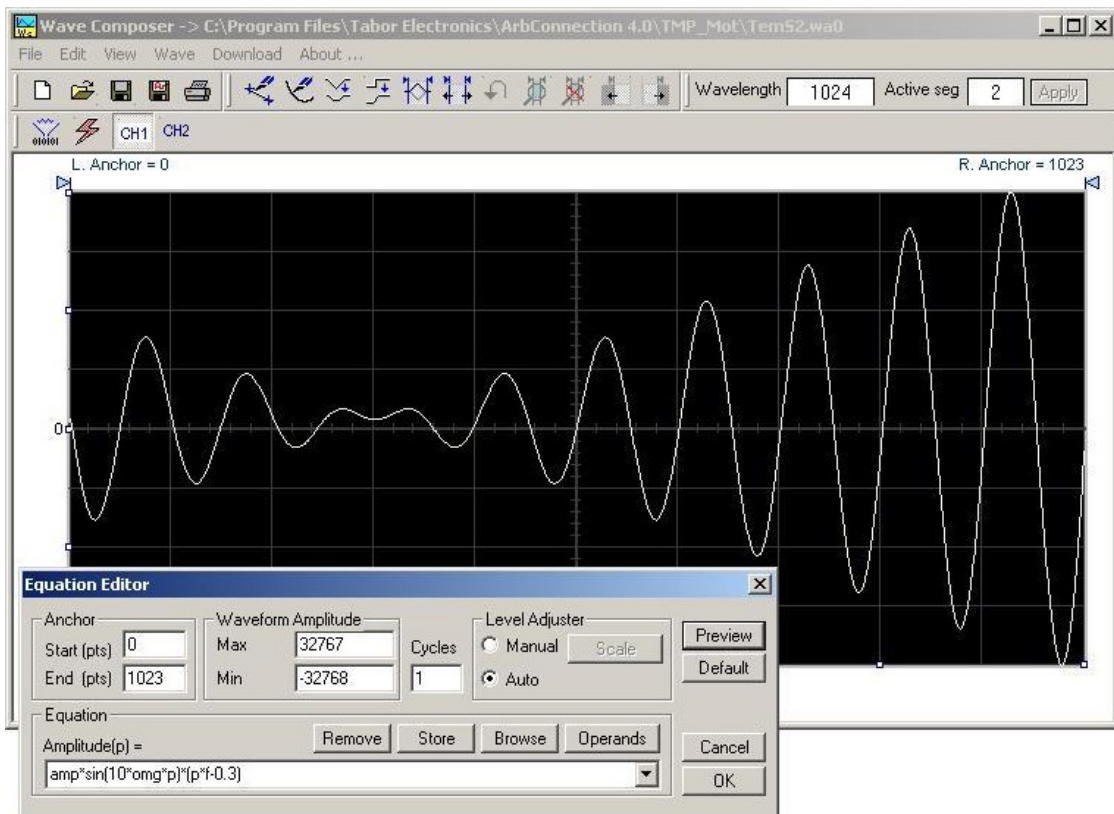 Wave Composer -> C:\Program Files\Tabor Electronics\ArbConnection 4.0\TMP_Mot\Tem52.wa0
File Edit View Wave Download About ...
Wavelength 1024 Active seg 2 Apply
010101 CH1 CH2
L. Anchor = 0 R. Anchor = 1023
0
Equation Editor
Anchor Waveform Amplitude Level Adjuster
Start (pts) 0 Max 32767 Cycles Manual Scale Preview
End (pts) 1023 Min -32768 1 Auto Default
Equation
Amplitude(p) = Remove Store Browse Operands Cancel
amp*sin(10*omg*p)*(p*f-0.3) OK